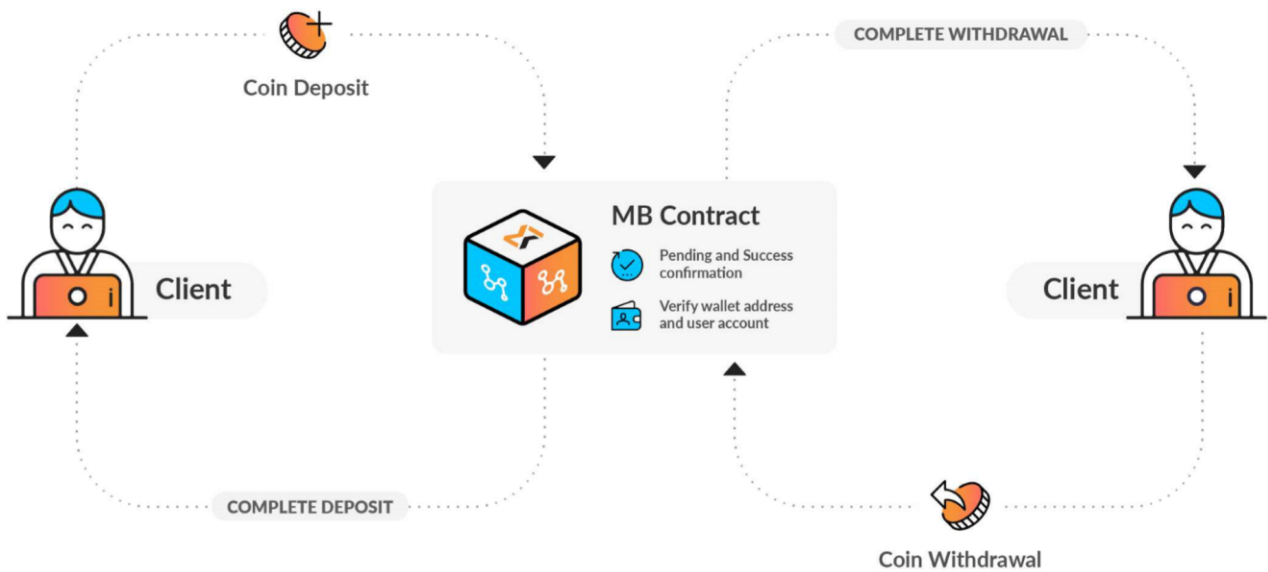 COMPLETE WITHDRAWAL
Coin Deposit
MB Contract
Pending and Success
confirmation
Verify wallet address
and user account
Client
Client
COMPLETE DEPOSIT
Coin Withdrawal